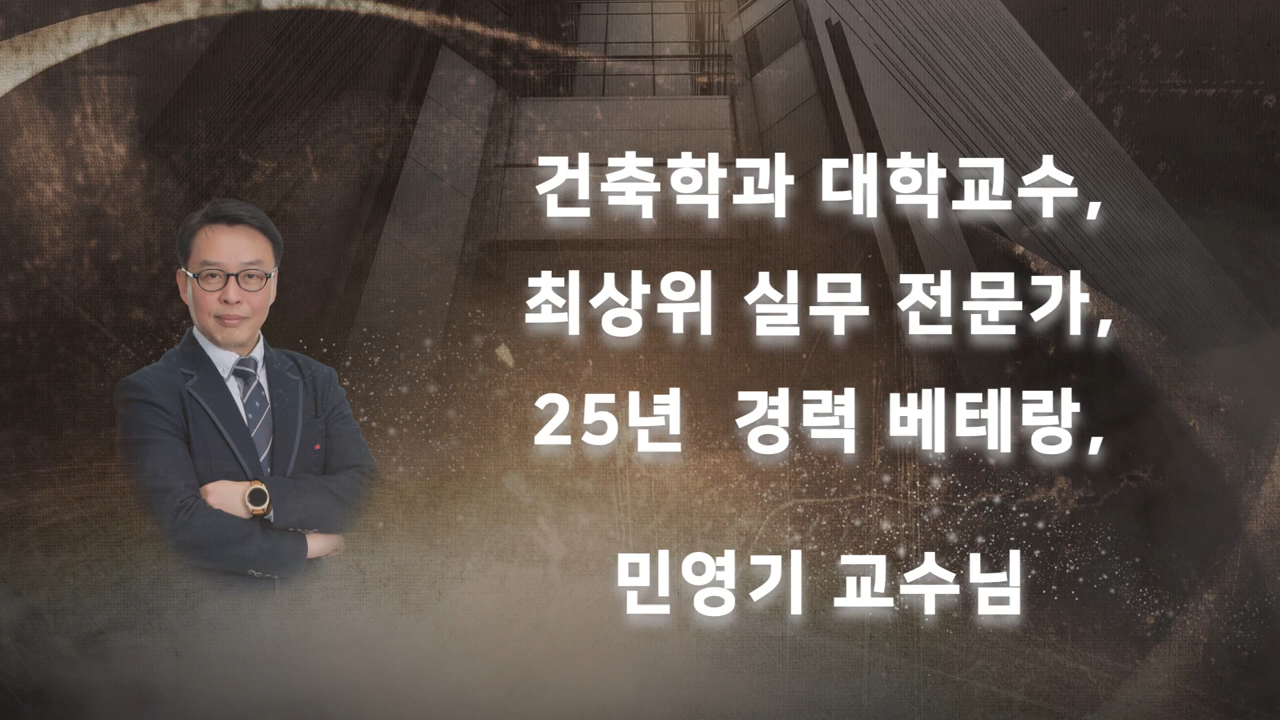 건축학과 대학교수,
최상위 실무 전문가,
25년 경력 베테랑,
민영기 교수님